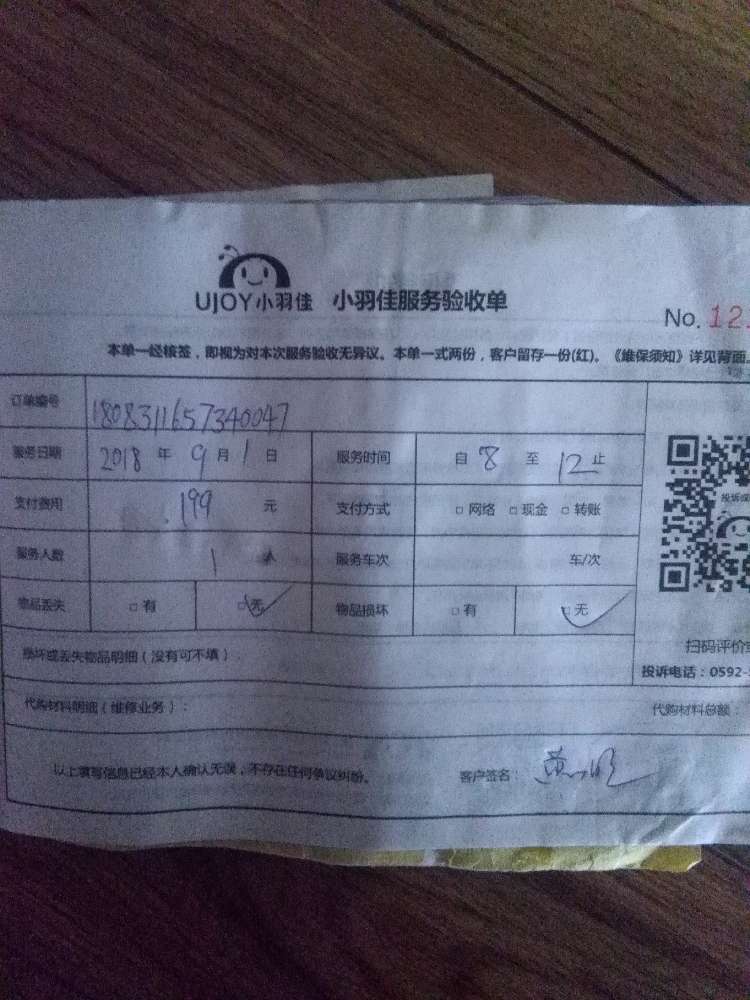 UJOY小羽佳 小羽佳服务验收单
No. 12
本单一经核签，即视为对本次服务验收无异议。本单一式两份，客户留存一份(红)。《维保须知》详见背面。
订单编号 1808311657340047
服务日期 2018 年 9 月 1 日 服务时间 自 8 至 12 止
支付费用 199 元 支付方式 □ 网络 □ 现金 □ 转账
服务人数 1 人 服务车次 车/次
物品丢失 □ 有 □ 无 物品损坏 □ 有 □ 无
投诉
扫码评价
投诉电话：0592-
损坏或丢失物品明细（没有可不填）：
代购材料明细（维修业务）： 代购材料总额：
以上填写信息已经本人确认无误，不存在任何争议纠纷。 客户签名：